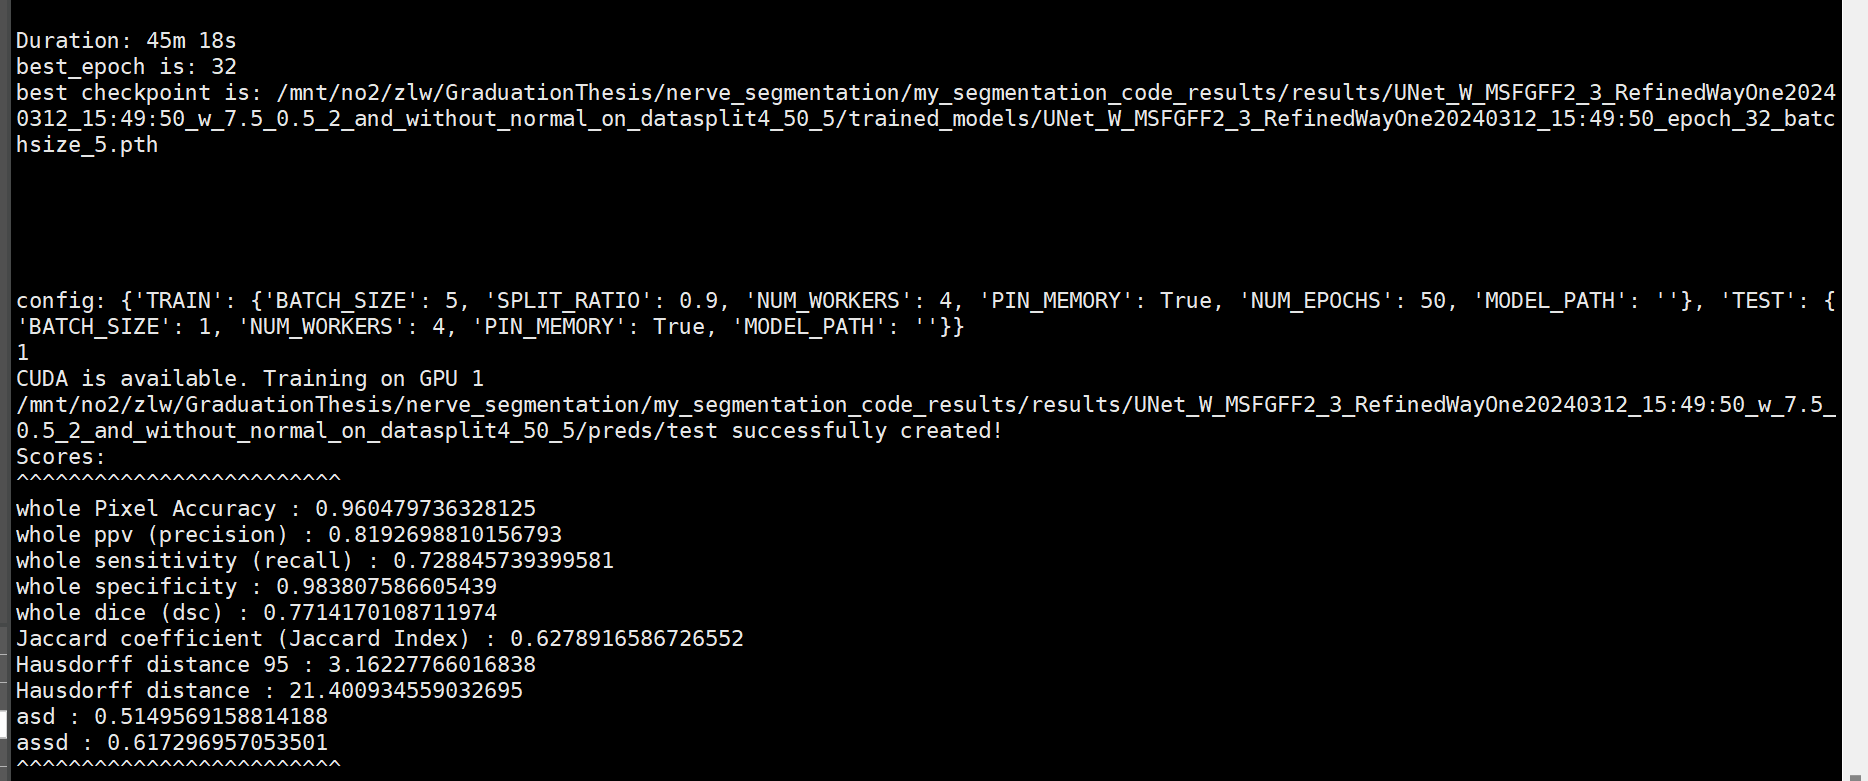 Duration: 45m 18s
best_epoch is: 32
best checkpoint is: /mnt/no2/zlw/GraduationThesis/nerve_segmentation/my_segmentation_code_results/results/UNet_W_MSFGFF2_3_RefinedWayOne2024
0312_15:49:50_w_7.5_0.5_2_and_without_normal_on_datasplit4_50_5/trained_models/UNet_W_MSFGFF2_3_RefinedWayOne20240312_15:49:50_epoch_32_batc
hsize_5.pth
config: {'TRAIN': {'BATCH_SIZE': 5, 'SPLIT_RATIO': 0.9, 'NUM_WORKERS': 4, 'PIN_MEMORY': True, 'NUM_EPOCHS': 50, 'MODEL_PATH': ''}, 'TEST': {
'BATCH_SIZE': 1, 'NUM_WORKERS': 4, 'PIN_MEMORY': True, 'MODEL_PATH': ''}}
1
CUDA is available. Training on GPU 1
/mnt/no2/zlw/GraduationThesis/nerve_segmentation/my_segmentation_code_results/results/UNet_W_MSFGFF2_3_RefinedWayOne20240312_15:49:50_w_7.5_
0.5_2_and_without_normal_on_datasplit4_50_5/preds/test successfully created!
Scores:
^^^^^^^^^^^^^^^^^^^^^^^^^
whole Pixel Accuracy : 0.960479736328125
whole ppv (precision) : 0.8192698810156793
whole sensitivity (recall) : 0.728845739399581
whole specificity : 0.983807586605439
whole dice (dsc) : 0.7714170108711974
Jaccard coefficient (Jaccard Index) : 0.6278916586726552
Hausdorff distance 95 : 3.16227766016838
Hausdorff distance : 21.400934559032695
asd : 0.5149569158814188
assd : 0.617296957053501
^^^^^^^^^^^^^^^^^^^^^^^^^